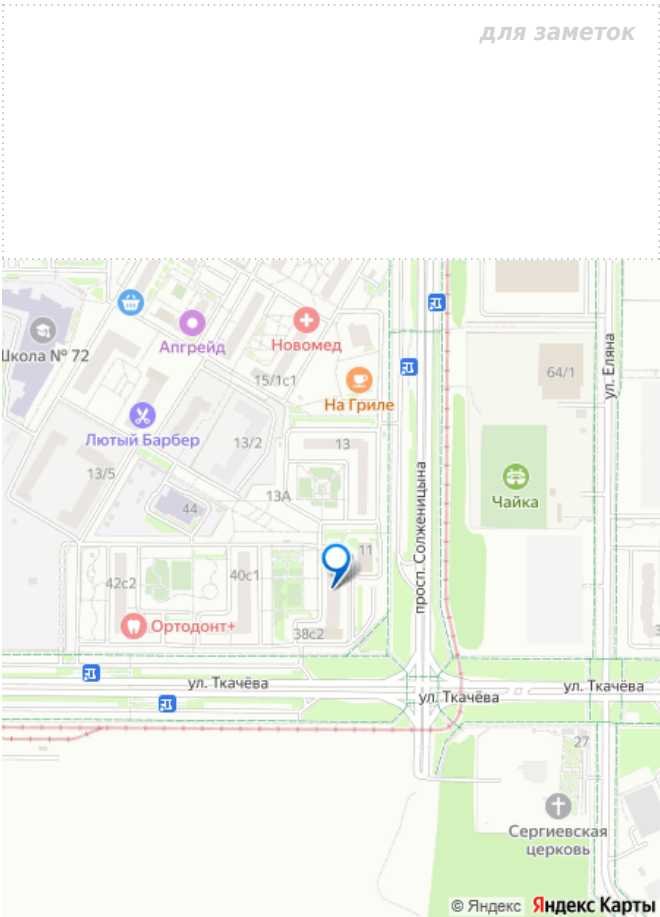 для заметок
Школа № 72
Апгрейд
Новомед
15/1с1
На Гриле
64/1
ул. Еляна
Лютый Барбер
13/2
13
13/5
13А
44
просп. Солженицына
Чайка
11
42с2
40с1
Ортодонт+
38с2
ул. Ткачёва
ул. Ткачёва
ул. Ткачёва
27
Сергиевская
церковь
© Яндекс Яндекс Карты